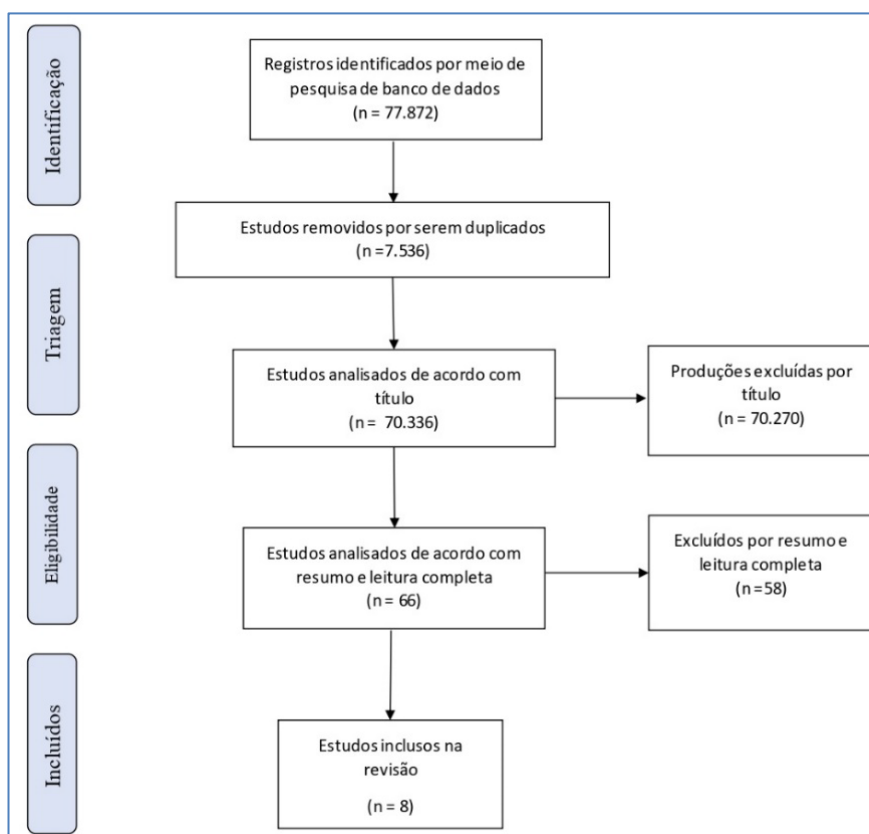 Identificação
Registros identificados por meio de
pesquisa de banco de dados
(n = 77.872)
Estudos removidos por serem duplicados
(n =7.536)
Triagem
Estudos analisados de acordo com
título
(n = 70.336)
Produções excluídas por
título
(n = 70.270)
Eligibilidade
Estudos analisados de acordo com
resumo e leitura completa
(n = 66)
Excluídos por resumo e
leitura completa
(n =58)
Incluídos
Estudos inclusos na
revisão
(n = 8)